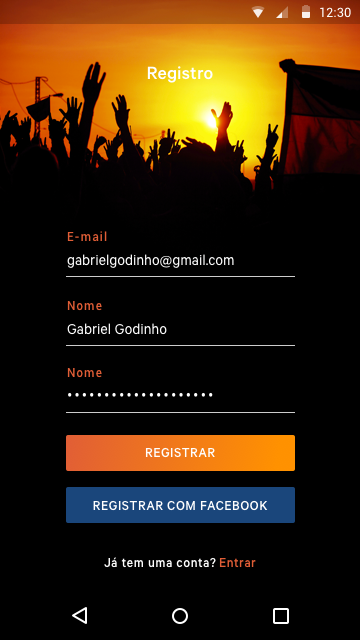 12:30
Registro
E-mail
gabrielgodinho@gmail.com
Nome
Gabriel Godinho
Nome
••••••••••••••••••••
REGISTRAR
REGISTRAR COM FACEBOOK
Já tem uma conta? Entrar